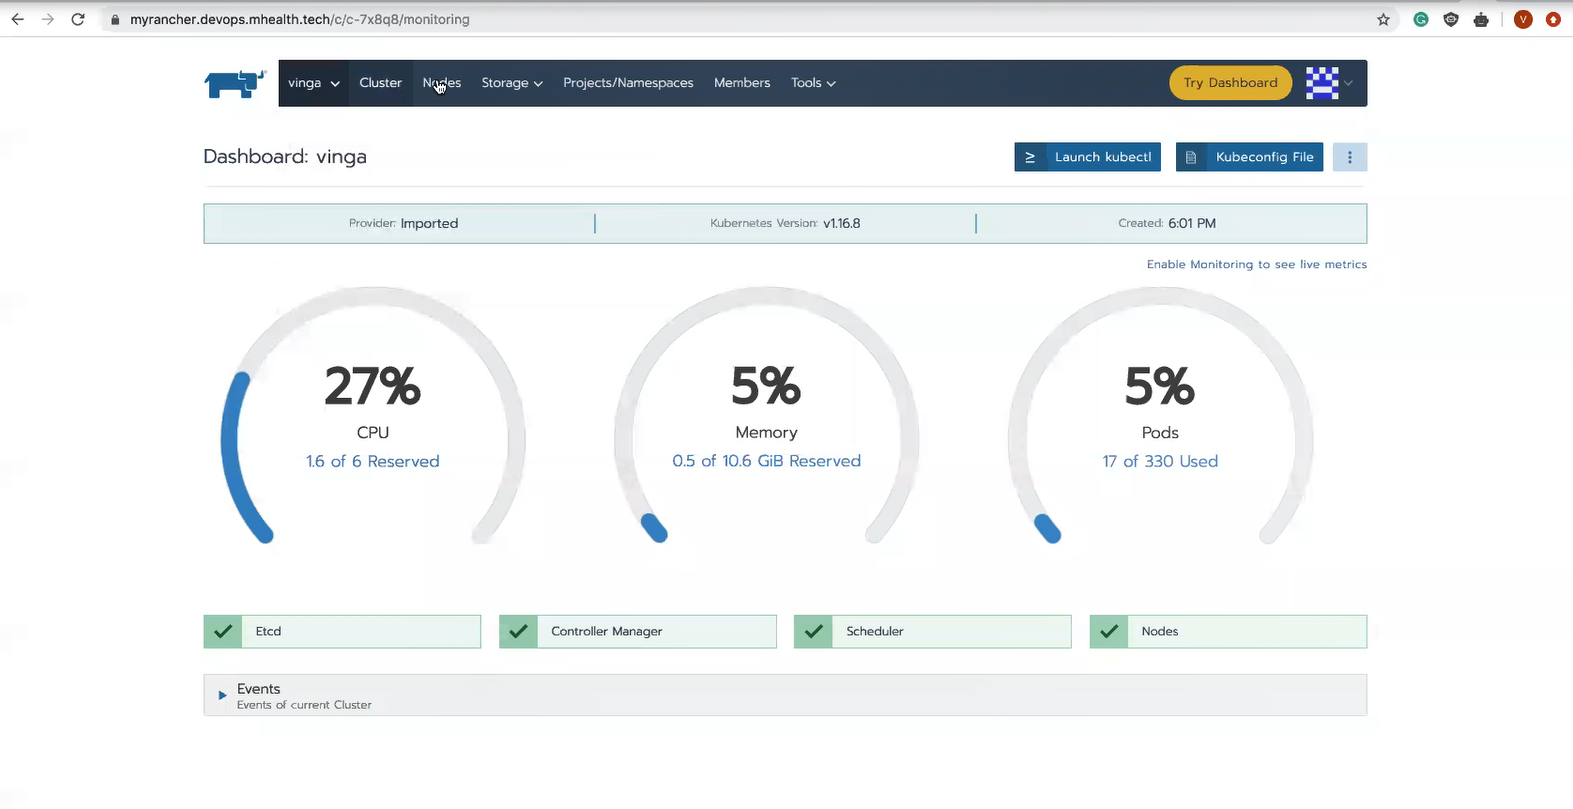 myrancher.devops.mhealth.tech/c/c-7x8q8/monitoring
V
vinga Cluster Nodes Storage Projects/Namespaces Members Tools Try Dashboard
Dashboard: vinga Launch kubectl Kubeconfig File
Provider: Imported Kubernetes Version: v1.16.8 Created: 6:01 PM
Enable Monitoring to see live metrics
27% 5% 5%
CPU Memory Pods
1.6 of 6 Reserved 0.5 of 10.6 GiB Reserved 17 of 330 Used
Etcd Controller Manager Scheduler Nodes
Events
Events of current Cluster